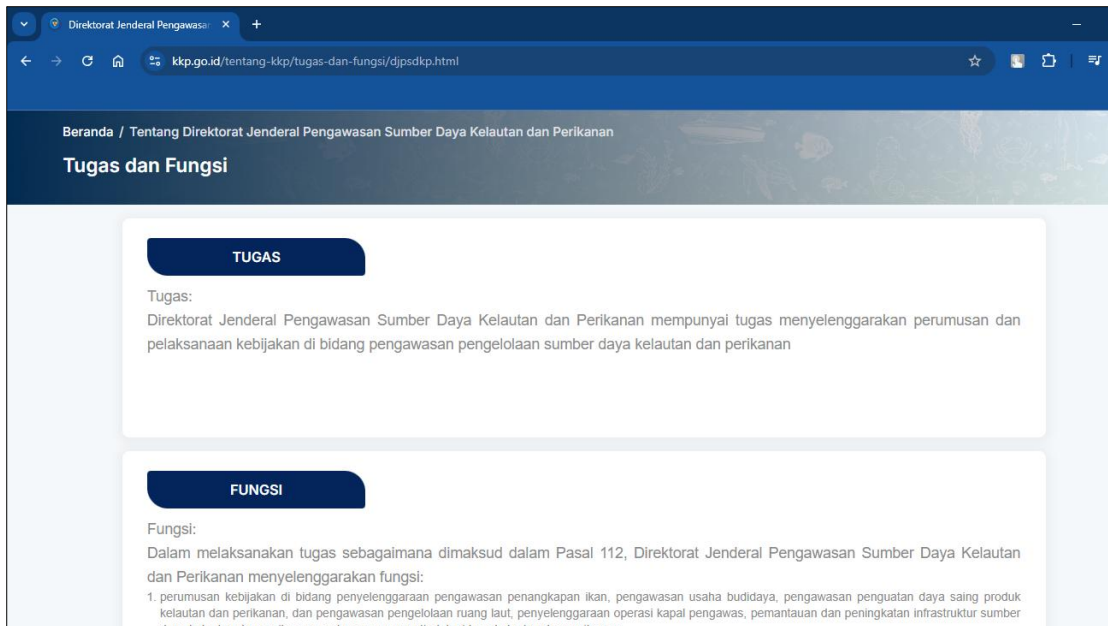 Direktorat Jenderal Pengawasa
kkp.go.id/tentang-kkp/tugas-dan-fungsi/djpsdkp.html
Beranda / Tentang Direktorat Jenderal Pengawasan Sumber Daya Kelautan dan Perikanan
Tugas dan Fungsi
TUGAS
Tugas:
Direktorat Jenderal Pengawasan Sumber Daya Kelautan dan Perikanan mempunyai tugas menyelenggarakan perumusan dan
pelaksanaan kebijakan di bidang pengawasan pengelolaan sumber daya kelautan dan perikanan
FUNGSI
Fungsi:
Dalam melaksanakan tugas sebagaimana dimaksud dalam Pasal 112, Direktorat Jenderal Pengawasan Sumber Daya Kelautan
dan Perikanan menyelenggarakan fungsi:
1. perumusan kebijakan di bidang penyelenggaraan pengawasan penangkapan ikan, pengawasan usaha budidaya, pengawasan penguatan daya saing produk
kelautan dan perikanan, dan pengawasan pengelolaan ruang laut, penyelenggaraan operasi kapal pengawas, pemantauan dan peningkatan infrastruktur sumber